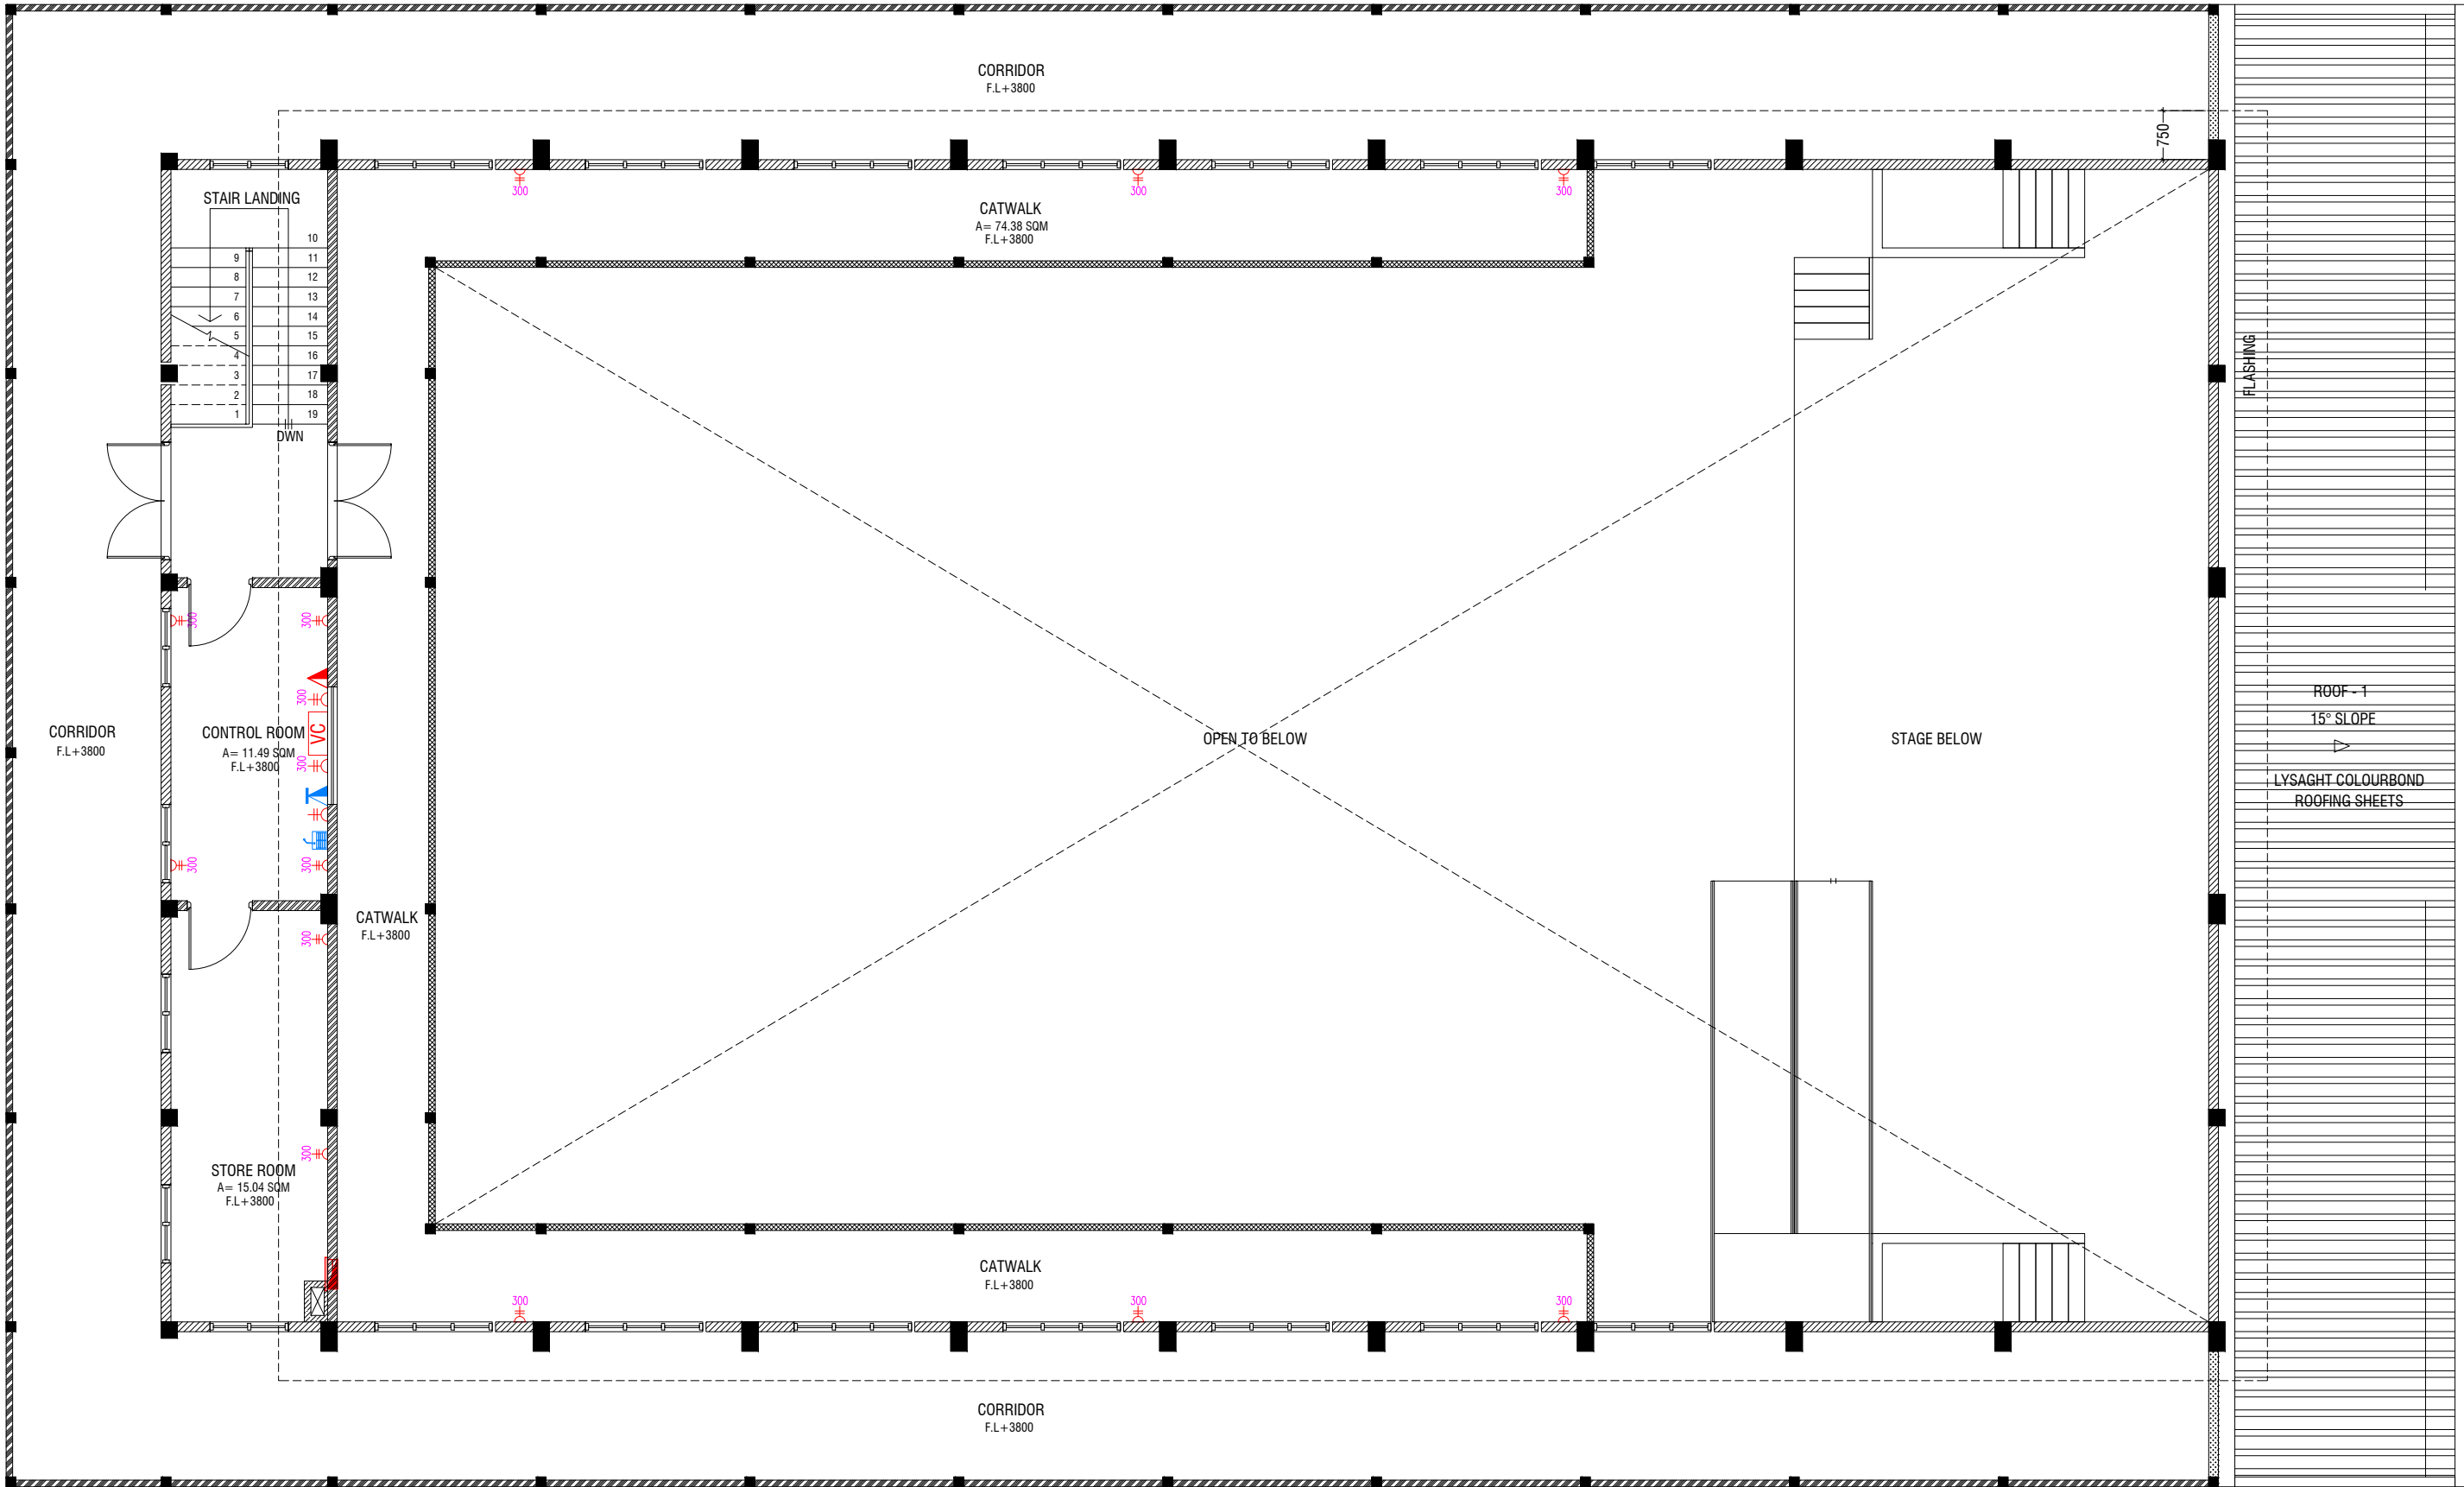 CORRIDOR
F.L+3800
750
300
300
300
STAIR LANDING
CATWALK
A= 74.38 SQM
F.L+3800
10
9
11
8
12
7
13
6
14
5
15
4
16
3
17
2
18
1
19
DWN
FLASHING
300
300
300
CORRIDOR
F.L+3800
CONTROL ROOM
A= 11.49 SQM
F.L+3800
VC
300
300
300
OPEN TO BELOW
STAGE BELOW
ROOF - 1
15° SLOPE
LYSAGHT COLOURBOND
ROOFING SHEETS
CATWALK
F.L+3800
300
300
STORE ROOM
A= 15.04 SQM
F.L+3800
CATWALK
F.L+3800
300
300
300
CORRIDOR
F.L+3800